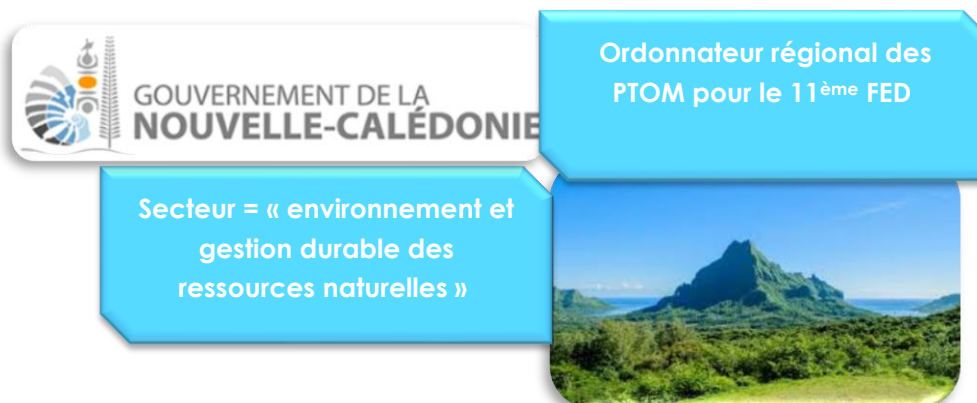 GOUVERNEMENT DE LA
NOUVELLE-CALÉDONIE
Ordonnateur régional des
PTOM pour le 11ème FED
Secteur = « environnement et
gestion durable des
ressources naturelles »